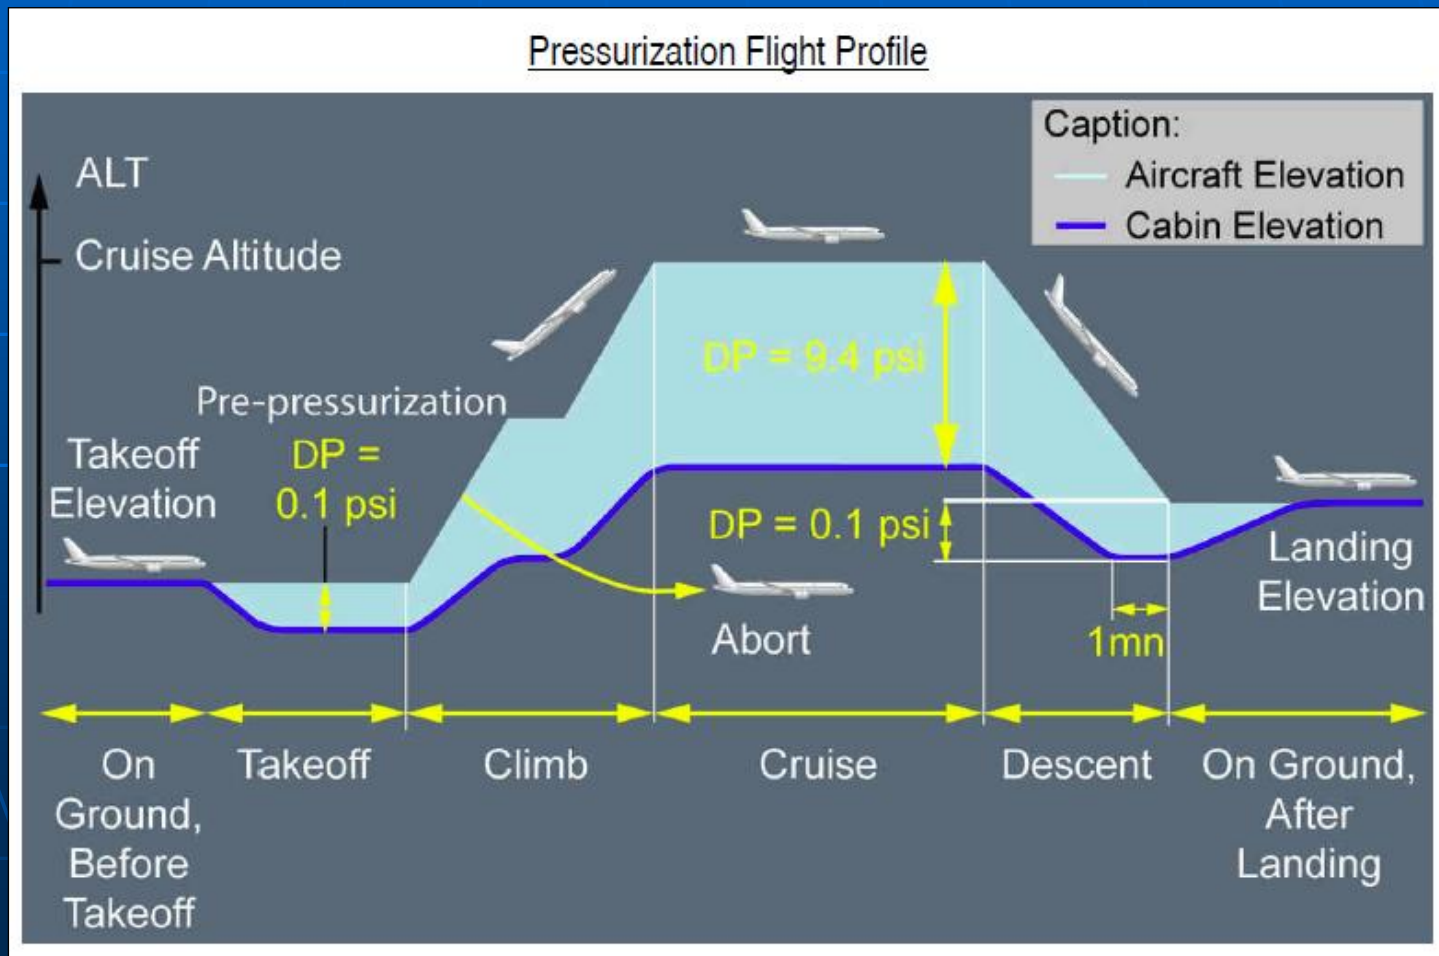 Pressurization Flight Profile
Caption:
Aircraft Elevation
Cabin Elevation
ALT
Cruise Altitude
DP = 9.4 psi
Pre-pressurization
Takeoff
Elevation
DP =
0.1 psi
DP = 0.1 psi
Landing
Elevation
Abort
1mn
On
Ground,
Before
Takeoff
Takeoff
Climb
Cruise
Descent
On Ground,
After
Landing